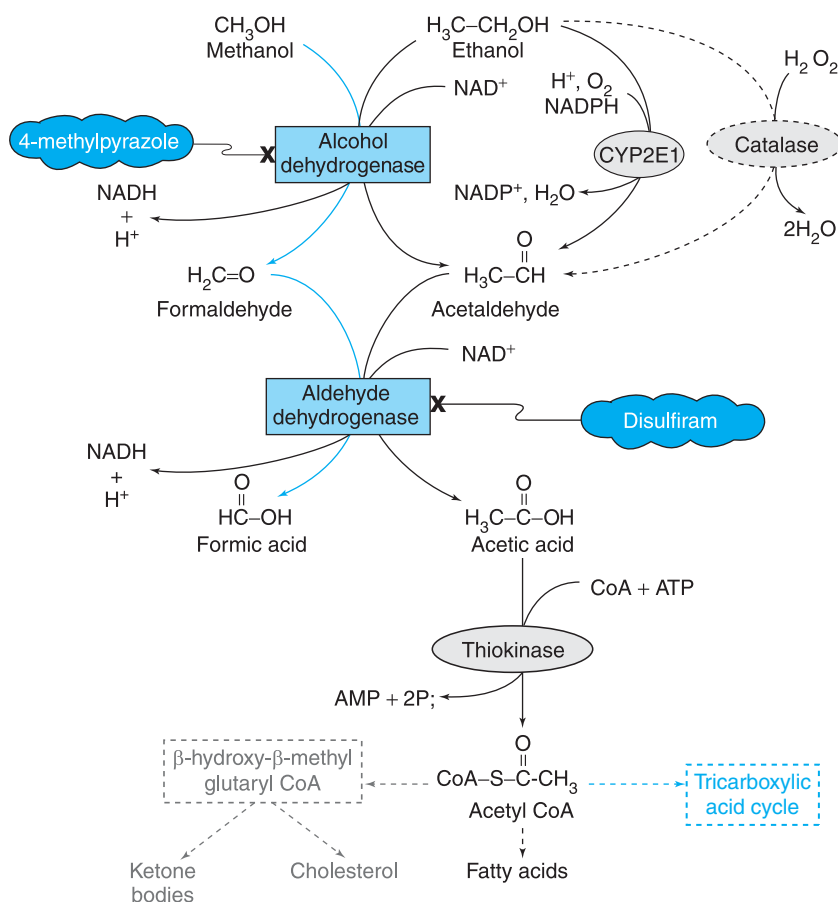 CH₃OH
Methanol
H₃C–CH₂OH
Ethanol
H₂O₂
NAD⁺
H⁺, O₂
NADPH
4-methylpyrazole
X
Alcohol
dehydrogenase
CYP2E1
Catalase
NADH
+
H⁺
NADP⁺, H₂O
2H₂O
H₂C=O
Formaldehyde
O
H₃C–CH
Acetaldehyde
NAD⁺
Aldehyde
dehydrogenase
X
Disulfiram
NADH
+
H⁺
O
HC–OH
Formic acid
O
H₃C–C–OH
Acetic acid
CoA + ATP
Thiokinase
AMP + 2P;
β-hydroxy-β-methyl
glutaryl CoA
O
CoA–S–C–CH₃
Acetyl CoA
Tricarboxylic
acid cycle
Ketone
bodies
Cholesterol
Fatty acids